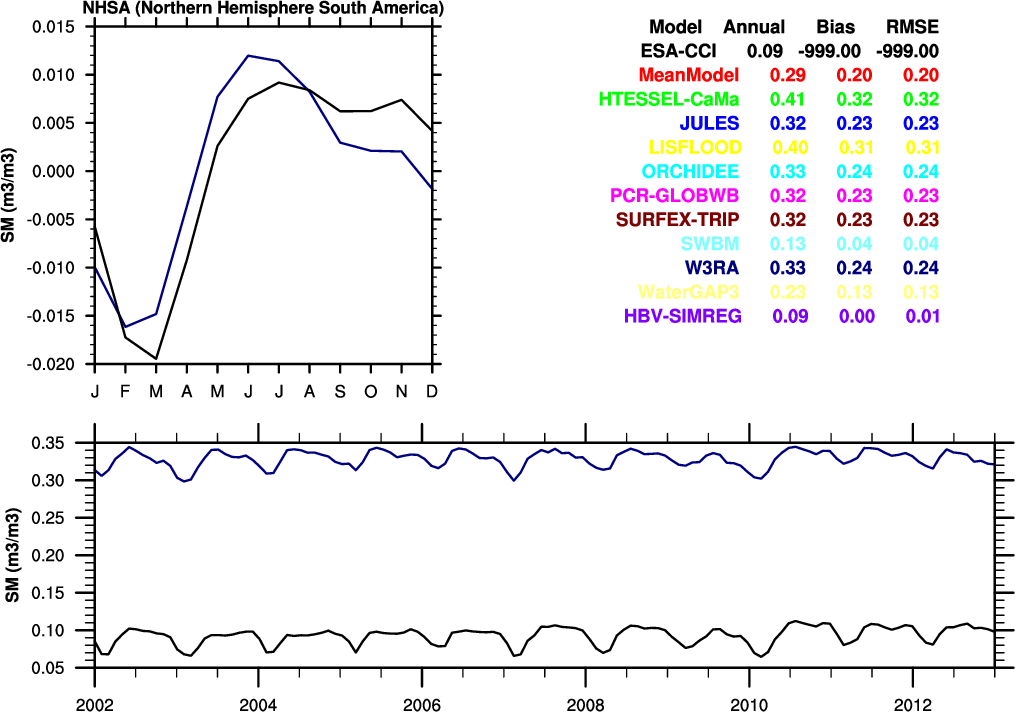 NHSA (Northern Hemisphere South America)
0.015
0.010
0.005
0.000
-0.005
-0.010
-0.015
-0.020
SM (m3/m3)
J F M A M J J A S O N D
Model Annual Bias RMSE
ESA-CCI 0.09 -999.00 -999.00
MeanModel 0.29 0.20 0.20
HTESSEL-CaMa 0.41 0.32 0.32
JULES 0.32 0.23 0.23
LISFLOOD 0.40 0.31 0.31
ORCHIDEE 0.33 0.24 0.24
PCR-GLOBWB 0.32 0.23 0.23
SURFEX-TRIP 0.32 0.23 0.23
SWBM 0.13 0.04 0.04
W3RA 0.33 0.24 0.24
WaterGAP3 0.23 0.13 0.13
HBV-SIMREG 0.09 0.00 0.01
0.35
0.30
0.25
0.20
0.15
0.10
0.05
SM (m3/m3)
2002 2004 2006 2008 2010 2012